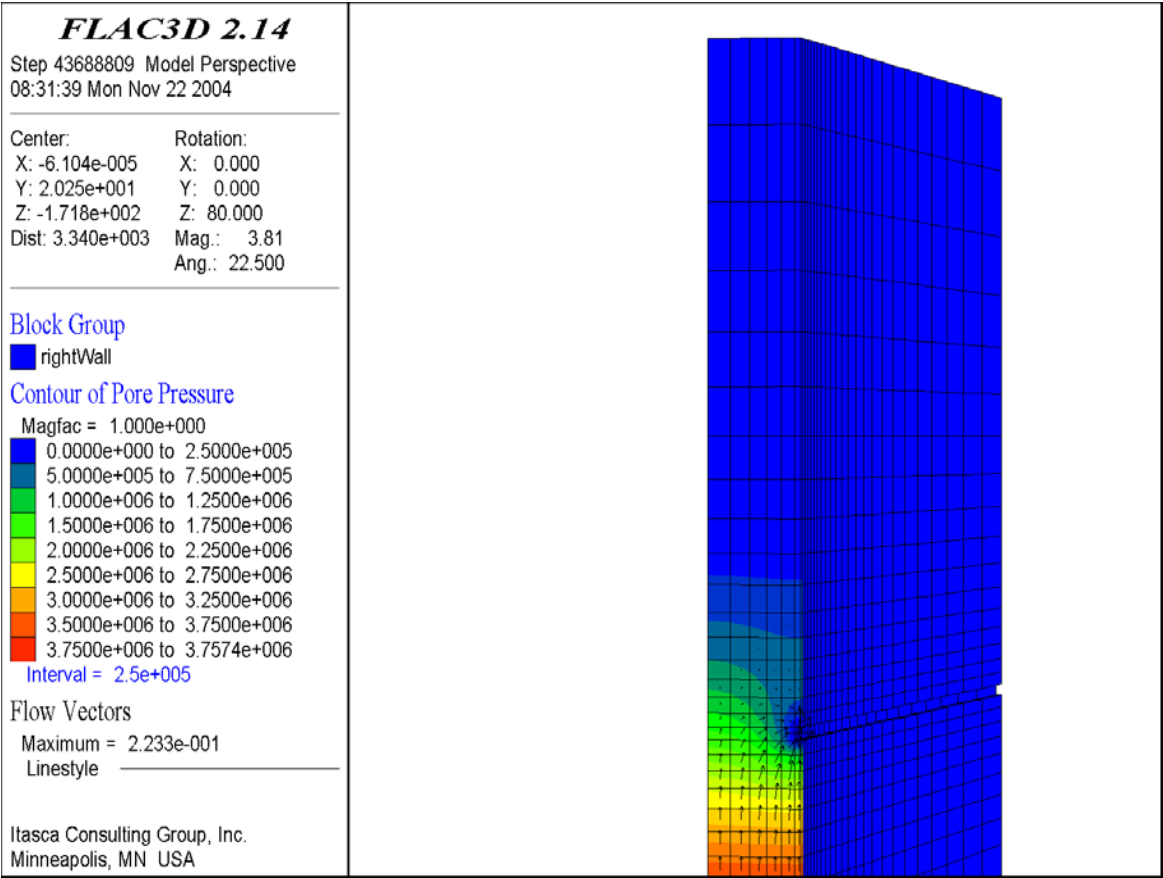 FLAC3D 2.14
Step 43688809  Model Perspective
08:31:39 Mon Nov 22 2004
Center:
X: -6.104e-005
Y: 2.025e+001
Z: -1.718e+002
Dist: 3.340e+003
Rotation:
X:   0.000
Y:   0.000
Z:  80.000
Mag.:    3.81
Ang.:  22.500
Block Group
rightWall
Contour of Pore Pressure
Magfac =  1.000e+000
0.0000e+000 to  2.5000e+005
5.0000e+005 to  7.5000e+005
1.0000e+006 to  1.2500e+006
1.5000e+006 to  1.7500e+006
2.0000e+006 to  2.2500e+006
2.5000e+006 to  2.7500e+006
3.0000e+006 to  3.2500e+006
3.5000e+006 to  3.7500e+006
3.7500e+006 to  3.7574e+006
Interval =  2.5e+005
Flow Vectors
Maximum =  2.233e-001
Linestyle
Itasca Consulting Group, Inc.
Minneapolis, MN  USA